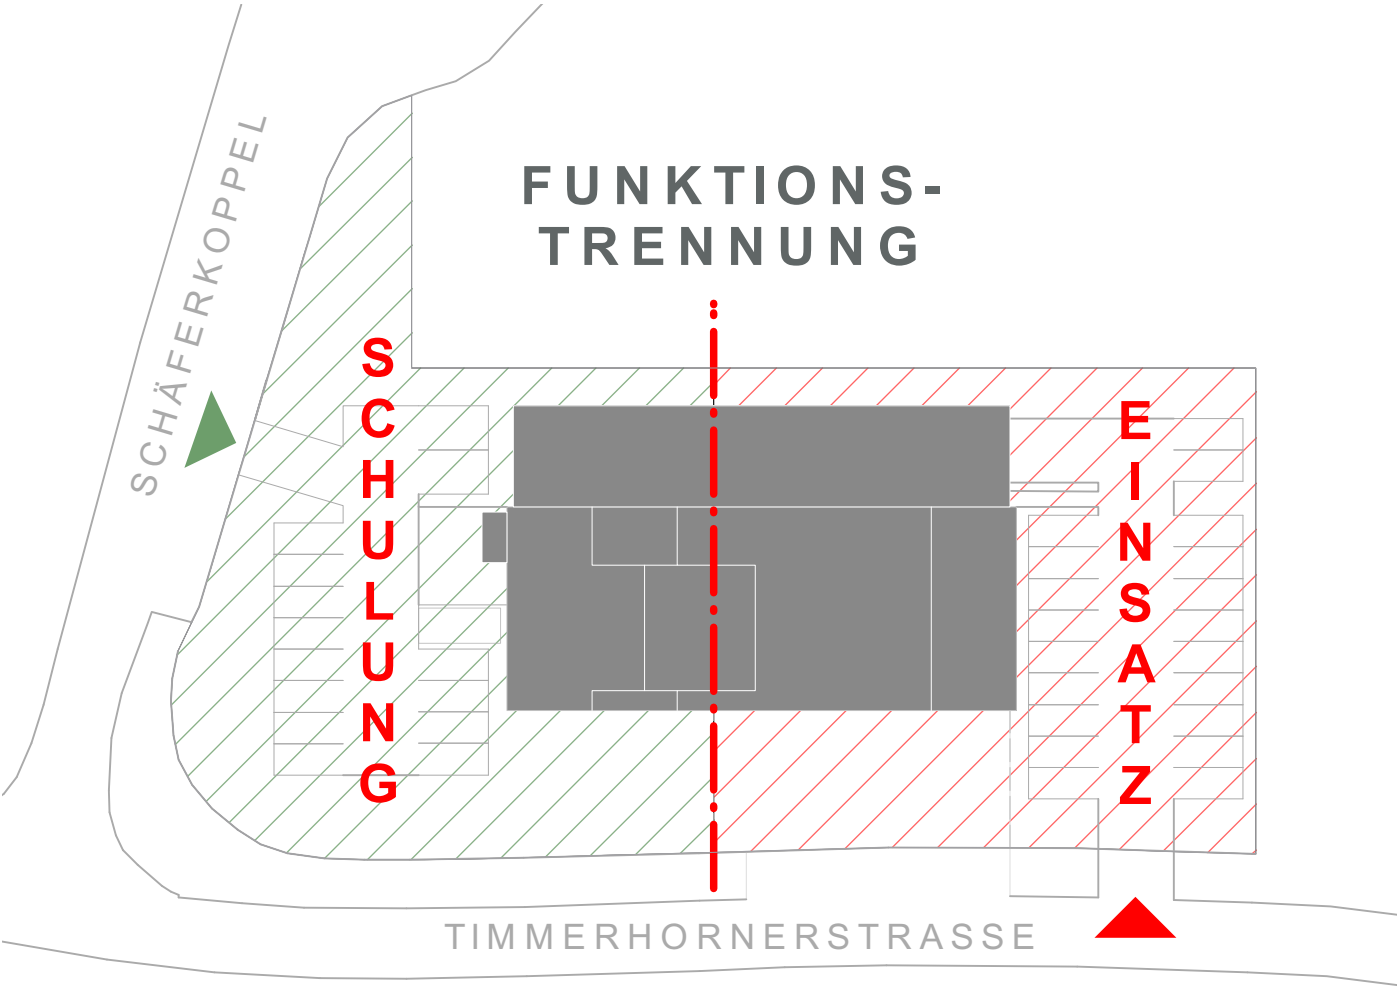 FUNKTIONS-
TRENNUNG
SCHÄFERKOPPEL
SCHULUNG
EINSATZ
TIMMERHORNERSTRASSE